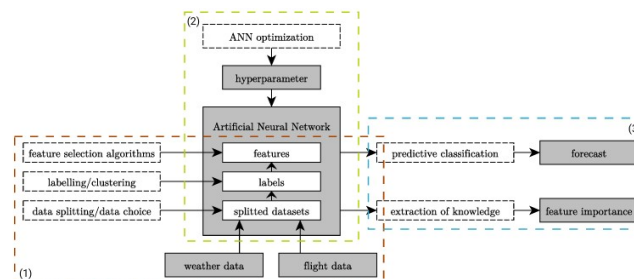 (2)
ANN optimization
hyperparameter
Artificial Neural Network
feature selection algorithms
features
predictive classification
forecast
labelling/clustering
labels
data splitting/data choice
splitted datasets
extraction of knowledge
feature importance
weather data
flight data
(1)